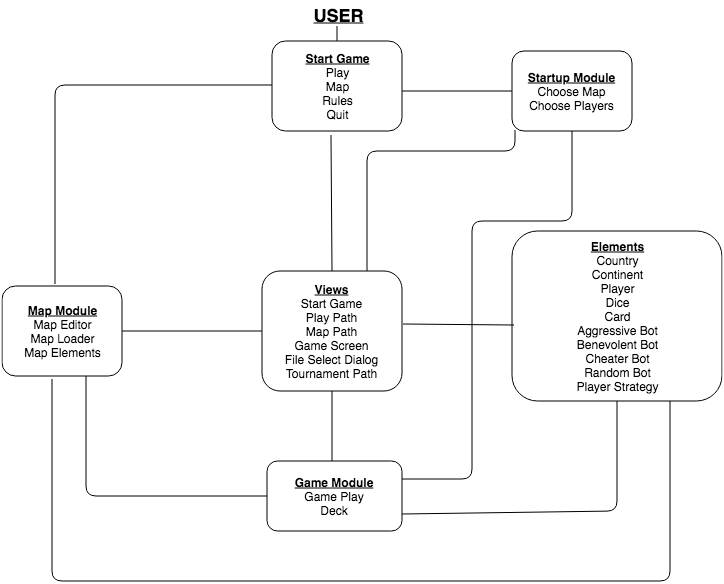 USER
Start Game
Play
Map
Rules
Quit
Startup Module
Choose Map
Choose Players
Map Module
Map Editor
Map Loader
Map Elements
Views
Start Game
Play Path
Map Path
Game Screen
File Select Dialog
Tournament Path
Elements
Country
Continent
Player
Dice
Card
Aggressive Bot
Benevolent Bot
Cheater Bot
Random Bot
Player Strategy
Game Module
Game Play
Deck